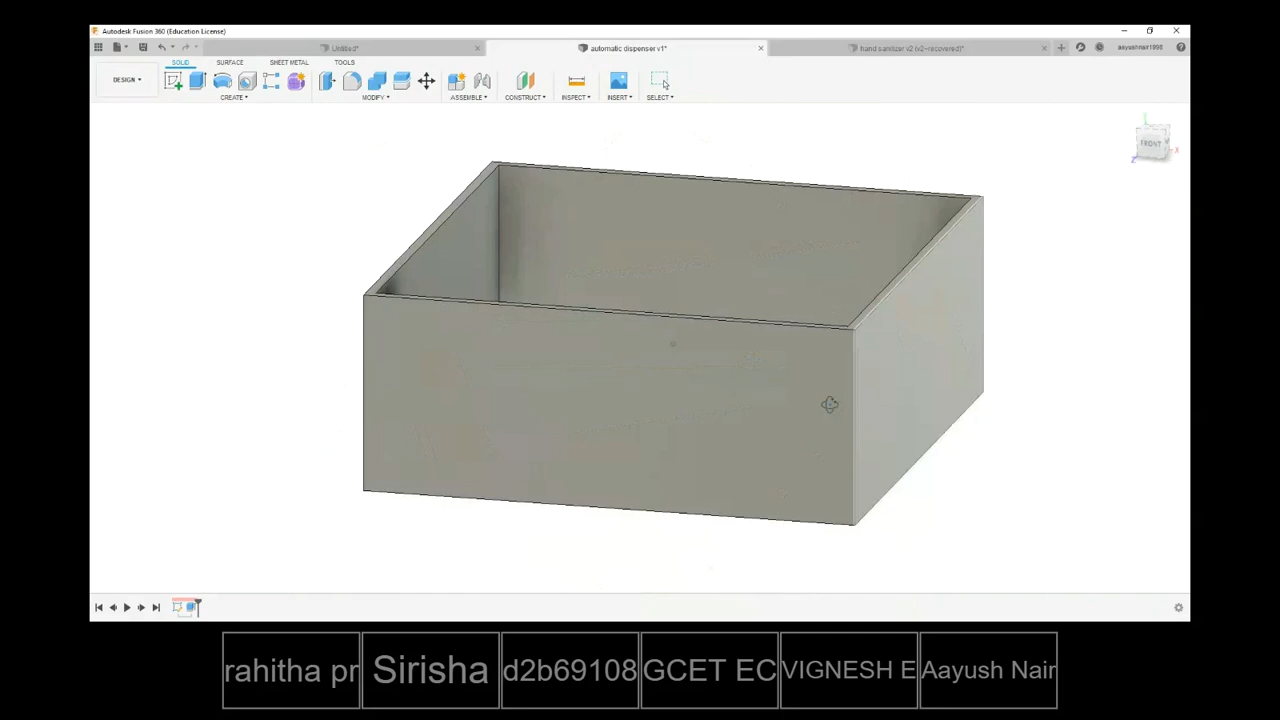 Autodesk Fusion 360 (Education License)
Untitled*
automatic dispenser v1*
hand sanitizer v2 (v2~recovered)*
aayushnair1998
SOLID SURFACE SHEET METAL TOOLS
DESIGN
CREATE MODIFY ASSEMBLE CONSTRUCT INSPECT INSERT SELECT
FRONT
X
Y
Z
rahitha pr Sirisha d2b69108 GCET EC VIGNESH E Aayush Nair